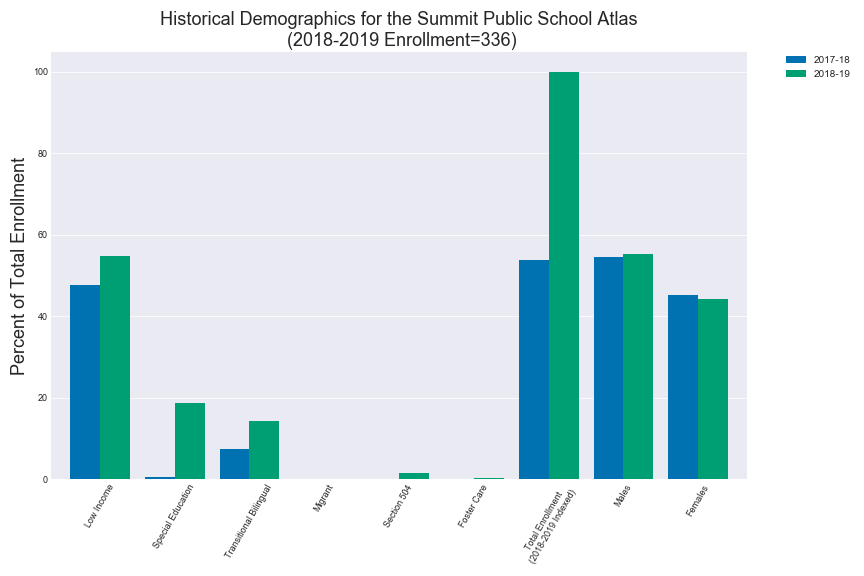 Historical Demographics for the Summit Public School Atlas
(2018-2019 Enrollment=336)
2017-18
2018-19
Percent of Total Enrollment
100
80
60
40
20
0
Low Income
Special Education
Transitional Bilingual
Migrant
Section 504
Foster Care
Total Enrollment
(2018-2019 Indexed)
Males
Females